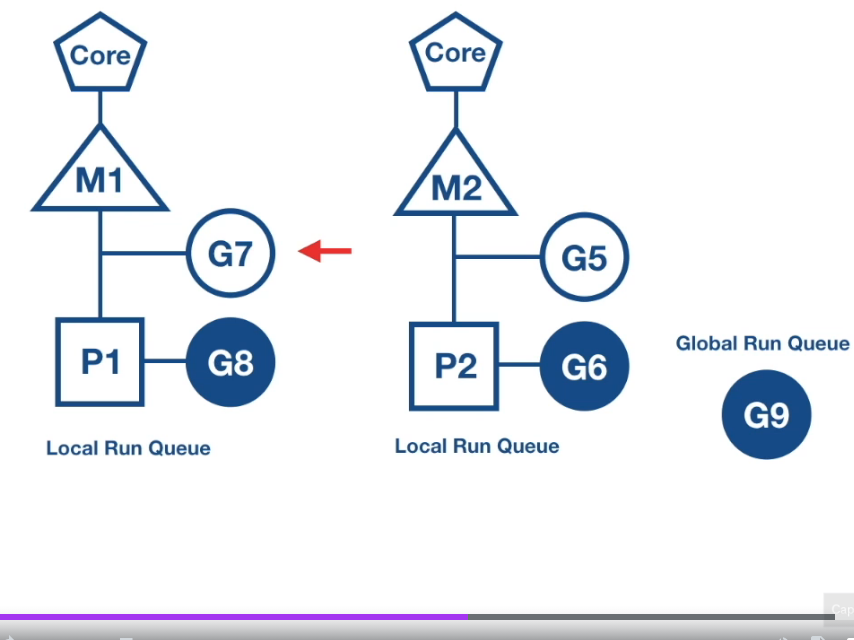 Core
Core
M1
M2
G7
G5
P1
G8
P2
G6
Global Run Queue
G9
Local Run Queue
Local Run Queue
Cap